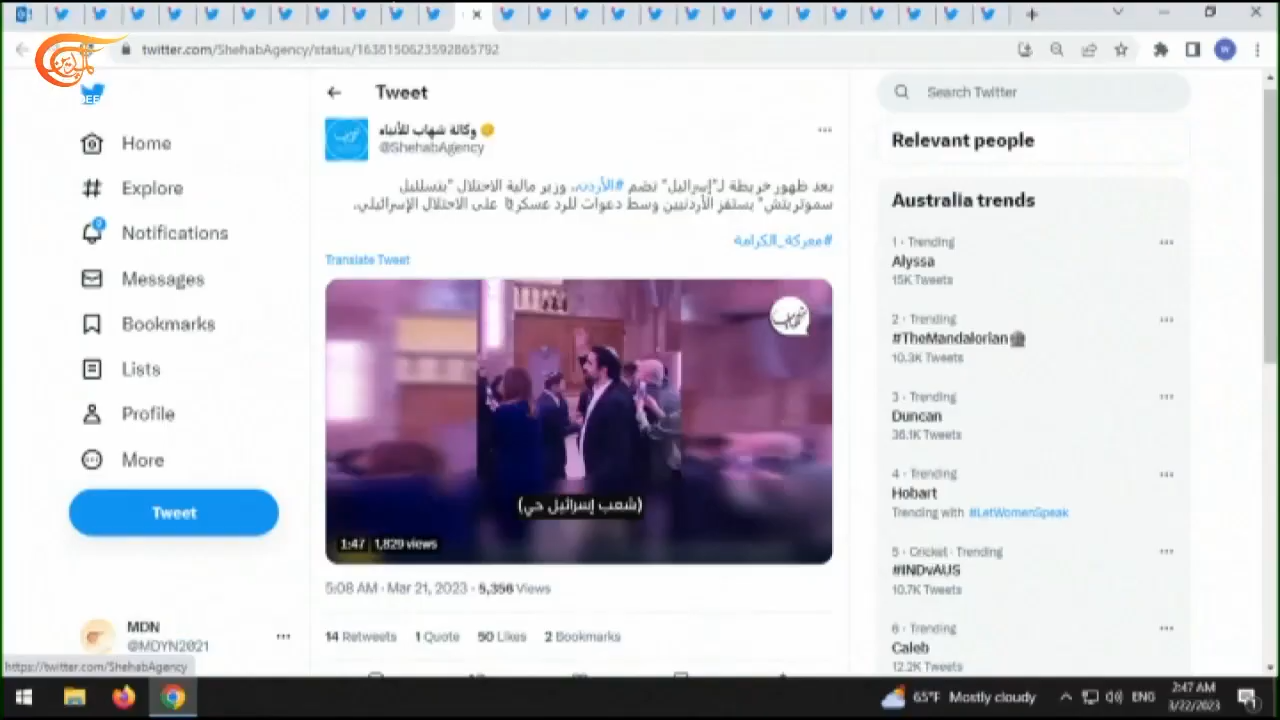 twitter.com/ShehabAgency/status/1638150623592865792
الميادين
Home
Explore
Notifications
Messages
Bookmarks
Lists
Profile
More
Tweet
MDN
@MDYN2021
https://twitter.com/ShehabAgency
Tweet
وكالة شهاب للأنباء
@ShehabAgency
بعد ظهور خريطة لـ"إسرائيل" تضم #الأردن، وزير مالية الاحتلال "بتسلئيل
سموتريتش" يستفز الأردنيين وسط دعوات للرد عسكريًا على الاحتلال الإسرائيلي.
#معركة_الكرامة
Translate Tweet
شهاب
(شعب إسرائيل حي)
1:47 1,829 views
5:08 AM · Mar 21, 2023 · 5,356 Views
14 Retweets 1 Quote 50 Likes 2 Bookmarks
Search Twitter
Relevant people
Australia trends
1 · Trending
Alyssa
15K Tweets
2 · Trending
#TheMandalorian
10.3K Tweets
3 · Trending
Duncan
36.1K Tweets
4 · Trending
Hobart
Trending with #LetWomenSpeak
5 · Cricket · Trending
#INDvAUS
10.7K Tweets
6 · Trending
Caleb
12.2K Tweets
65°F Mostly cloudy
ENG
2:47 AM
3/22/2023